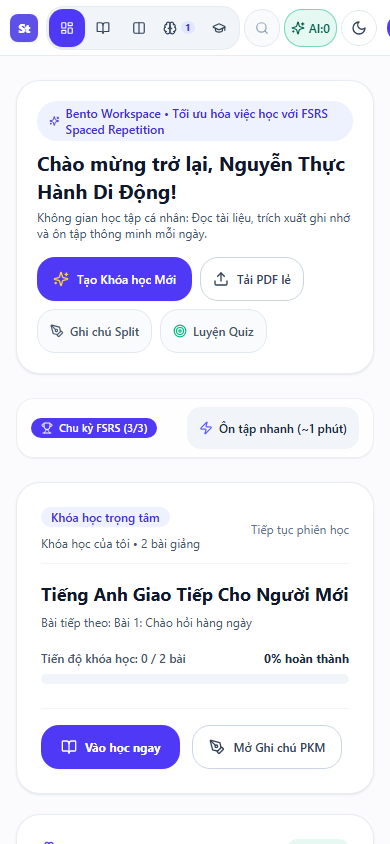 St
1
AI:0
Bento Workspace • Tối ưu hóa việc học với FSRS
Spaced Repetition
Chào mừng trở lại, Nguyễn Thực
Hành Di Động!
Không gian học tập cá nhân: Đọc tài liệu, trích xuất ghi nhớ
và ôn tập thông minh mỗi ngày.
Tạo Khóa học Mới
Tải PDF lẻ
Ghi chú Split
Luyện Quiz
Chu kỳ FSRS (3/3)
Ôn tập nhanh (~1 phút)
Khóa học trọng tâm
Khóa học của tôi • 2 bài giảng
Tiếp tục phiên học
Tiếng Anh Giao Tiếp Cho Người Mới
Bài tiếp theo: Bài 1: Chào hỏi hàng ngày
Tiến độ khóa học: 0 / 2 bài
0% hoàn thành
Vào học ngay
Mở Ghi chú PKM